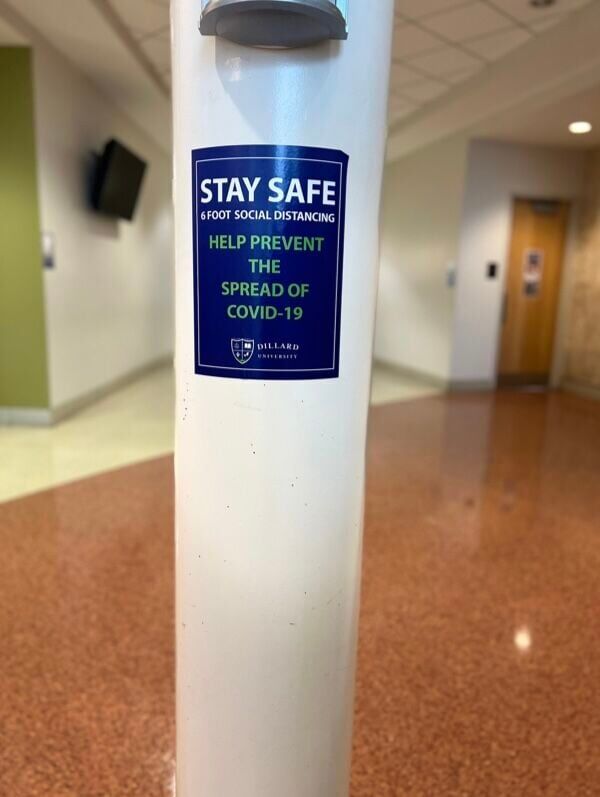 STAY SAFE
6 FOOT SOCIAL DISTANCING
HELP PREVENT
THE
SPREAD OF
COVID-19
DILLARD
UNIVERSITY